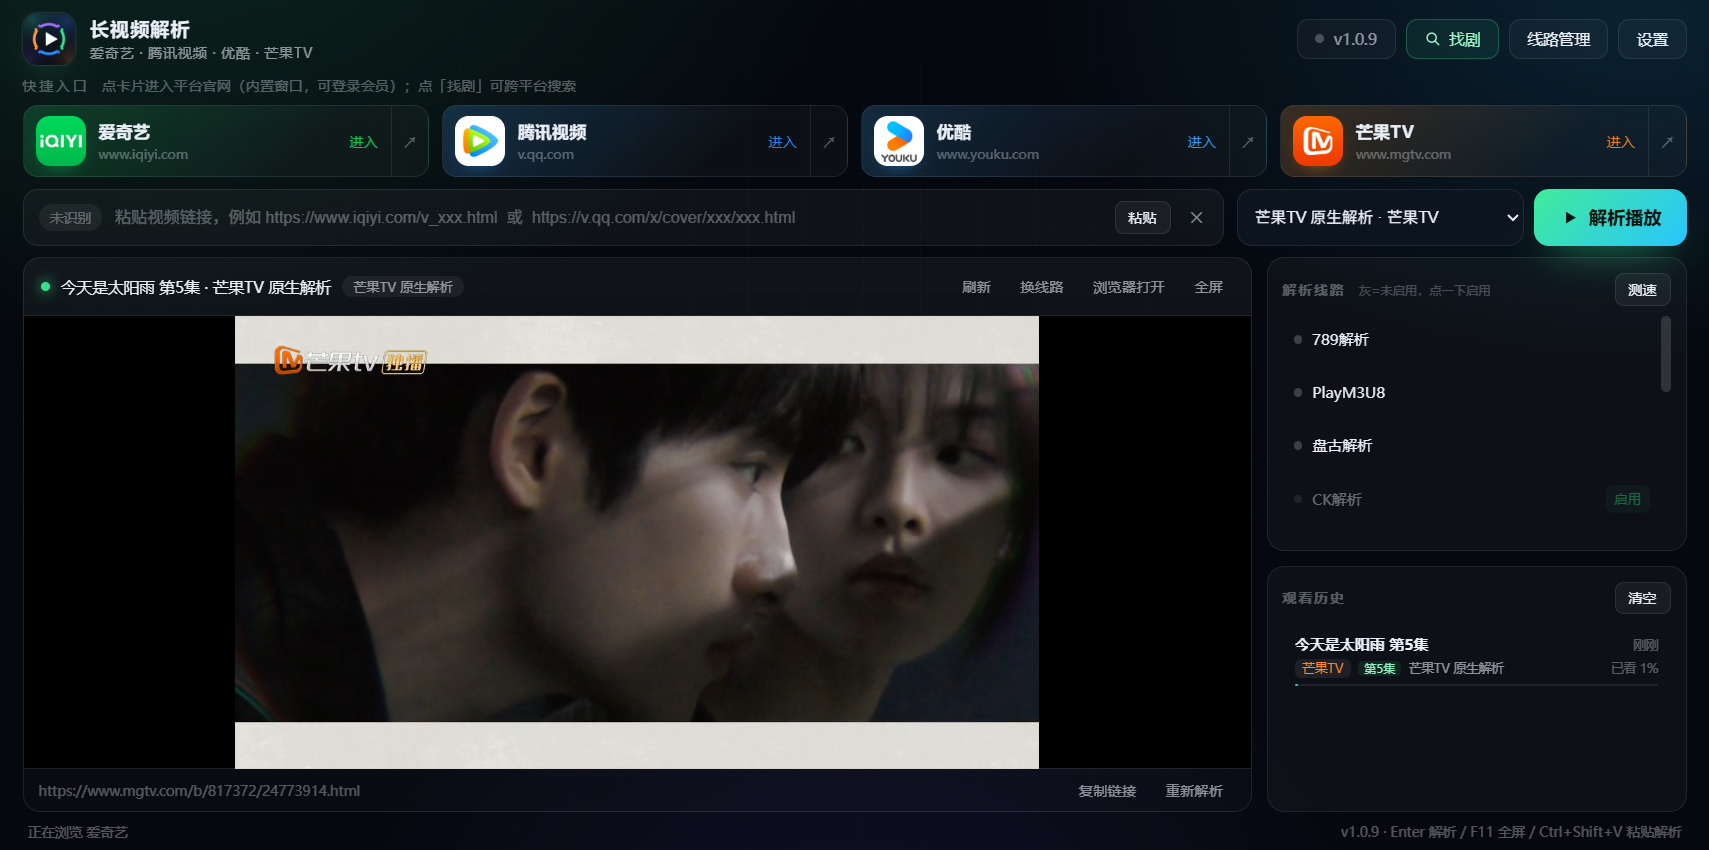 长视频解析
爱奇艺 · 腾讯视频 · 优酷 · 芒果TV
v1.0.9
找剧
线路管理
设置
快捷入口 点卡片进入平台官网（内置窗口，可登录会员）；点「找剧」可跨平台搜索
iQIYI
爱奇艺
www.iqiyi.com
进入
腾讯视频
v.qq.com
进入
YOUKU
优酷
www.youku.com
进入
芒果TV
www.mgtv.com
进入
未识别
粘贴视频链接，例如 https://www.iqiyi.com/v_xxx.html 或 https://v.qq.com/x/cover/xxx/xxx.html
粘贴
芒果TV 原生解析 · 芒果TV
解析播放
今天是太阳雨 第5集 · 芒果TV 原生解析
芒果TV 原生解析
刷新
换线路
浏览器打开
全屏
芒果tv 独播
https://www.mgtv.com/b/817372/24773914.html
复制链接
重新解析
解析线路 灰=未启用，点一下启用
测速
789解析
PlayM3U8
盘古解析
CK解析
启用
观看历史
清空
今天是太阳雨 第5集
刚刚
芒果TV 第5集 芒果TV 原生解析
已看 1%
正在浏览 爱奇艺
v1.0.9 · Enter 解析 / F11 全屏 / Ctrl+Shift+V 粘贴解析